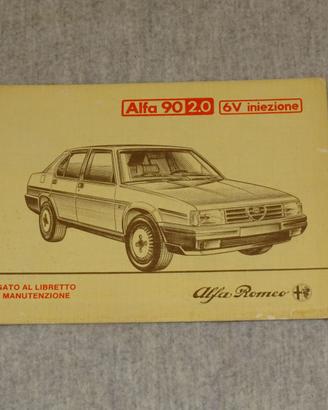 Alfa 90 2.0 6V iniezione
GATO AL LIBRETTO
MANUTENZIONE
Alfa Romeo